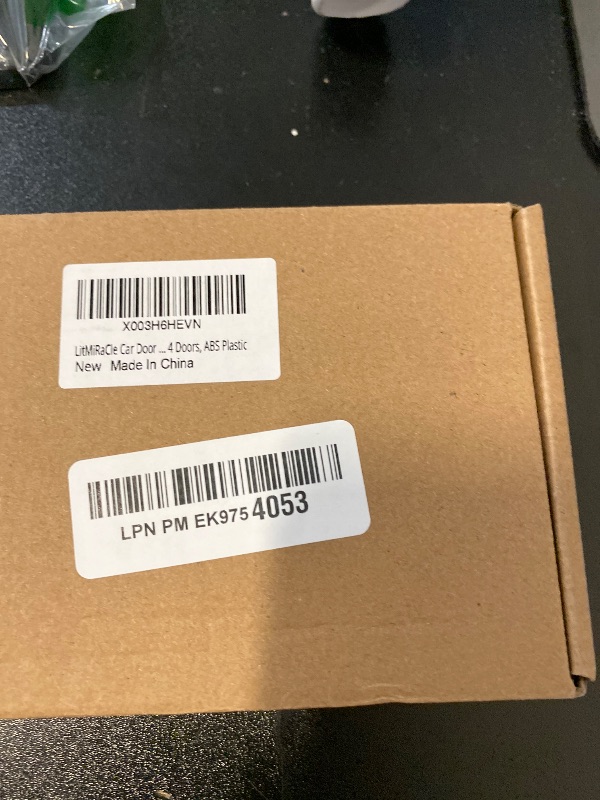 X003H6HEVN
LitMiRaCle Car Door ... 4 Doors, ABS Plastic
New Made In China
LPN PM EK975 4053